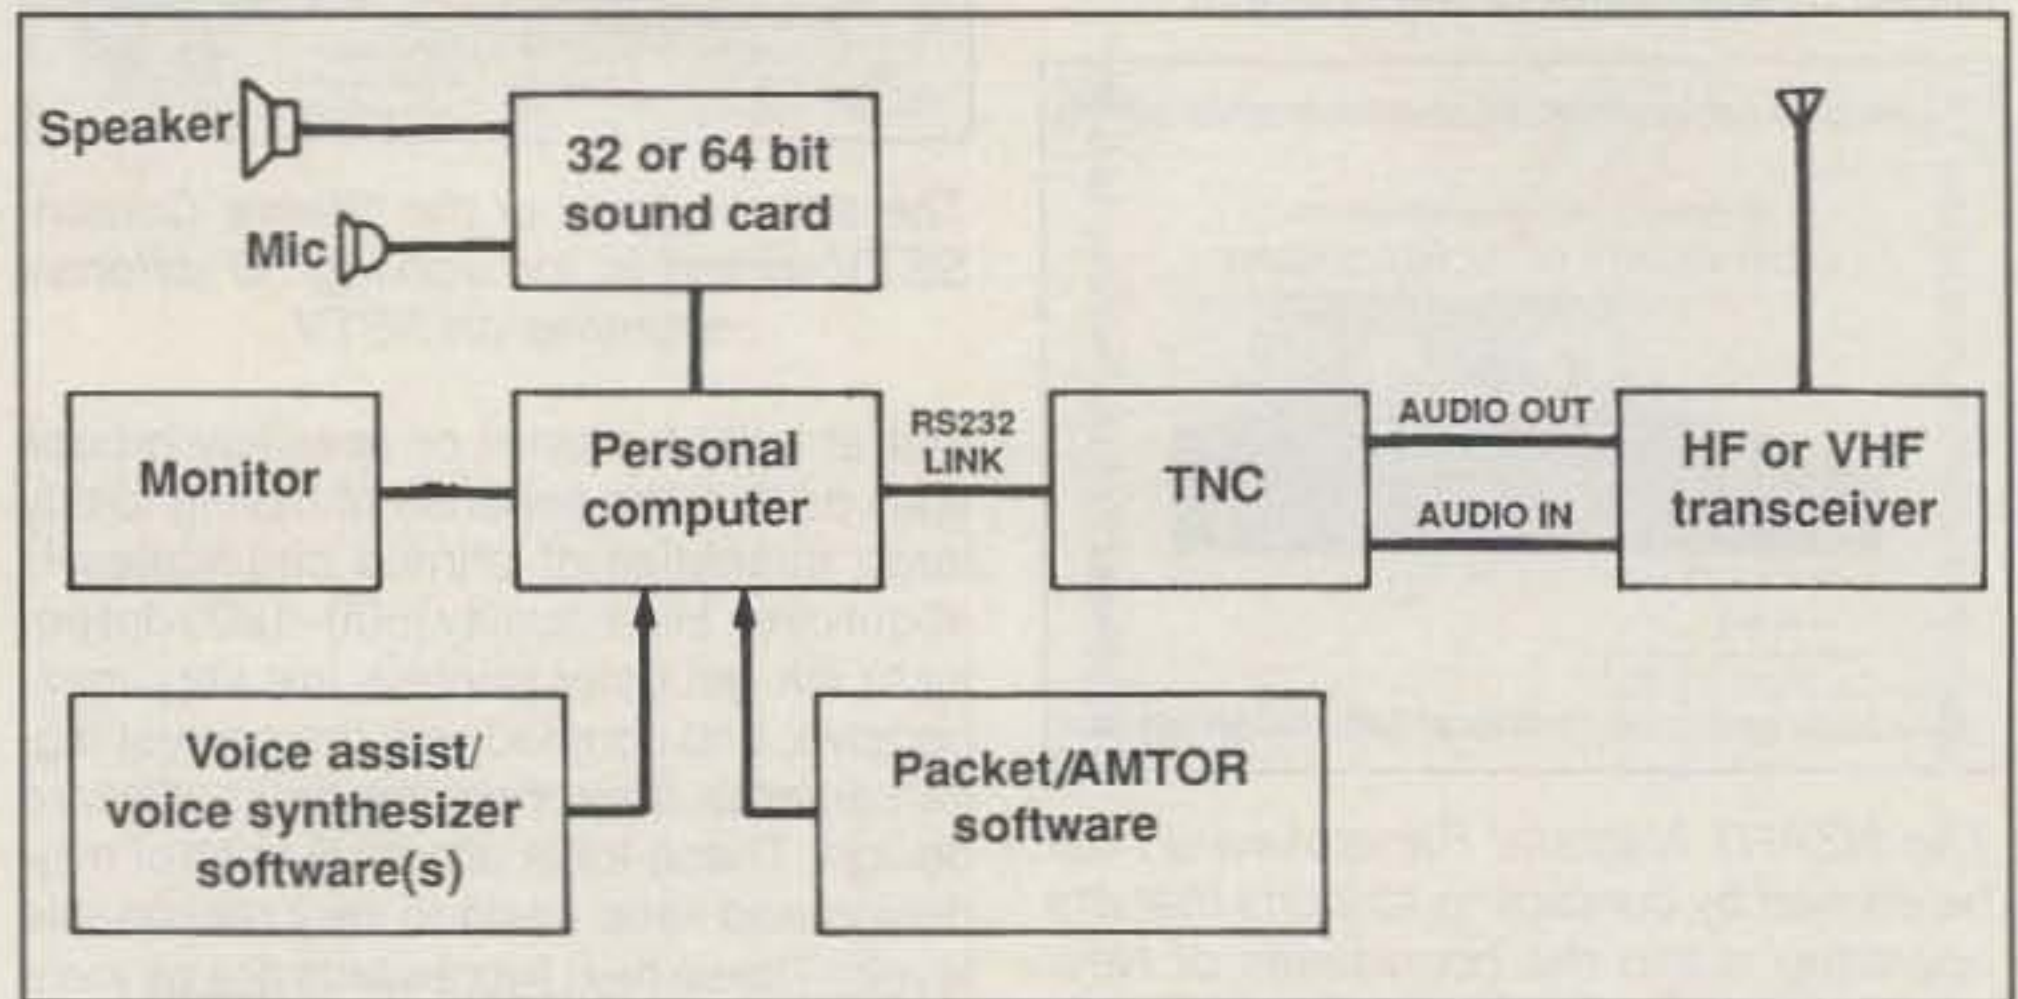 Speaker
Mic
32 or 64 bit
sound card
Monitor
Personal
computer
RS232
LINK
TNC
AUDIO OUT
AUDIO IN
HF or VHF
transceiver
Voice assist/
voice synthesizer
software(s)
Packet/AMTOR
software